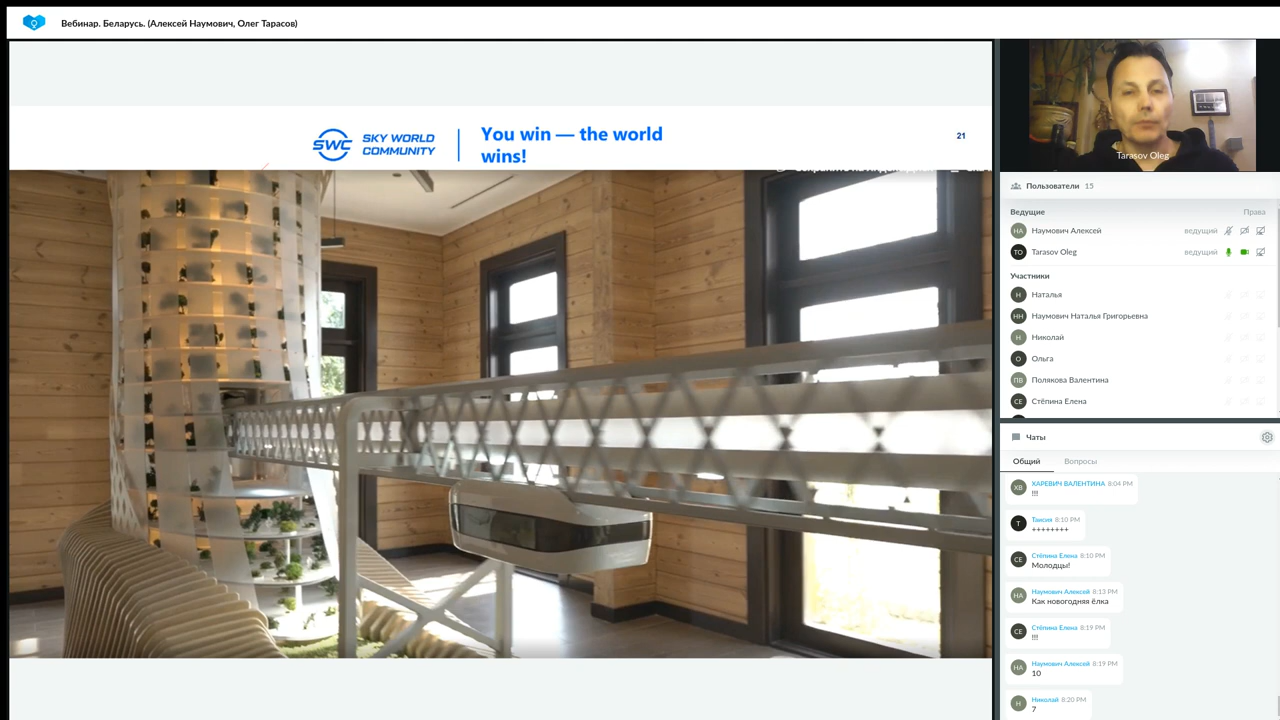 Вебинар. Беларусь. (Алексей Наумович, Олег Тарасов)
SWC
SKY WORLD
COMMUNITY
You win — the world
wins!
21
Tarasov Oleg
Пользователи 15
Ведущие Права
НА Наумович Алексей ведущий
TO Tarasov Oleg ведущий
Участники
Н Наталья
НН Наумович Наталья Григорьевна
Н Николай
О Ольга
ПВ Полякова Валентина
СЕ Стёпина Елена
Чаты
Общий Вопросы
ХВ ХАРЕВИЧ ВАЛЕНТИНА 8:04 PM
!!!
Т Таисия 8:10 PM
++++++++
СЕ Стёпина Елена 8:10 PM
Молодцы!
НА Наумович Алексей 8:13 PM
Как новогодняя ёлка
СЕ Стёпина Елена 8:19 PM
!!!
НА Наумович Алексей 8:19 PM
10
Н Николай 8:20 PM
7